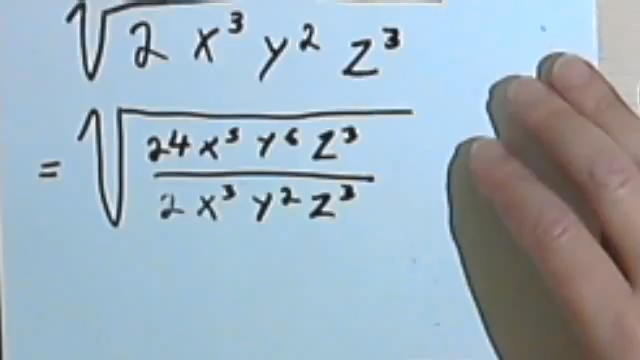 √2 x³ y² z³
= √24 x³ y⁶ z³
2 x³ y² z³